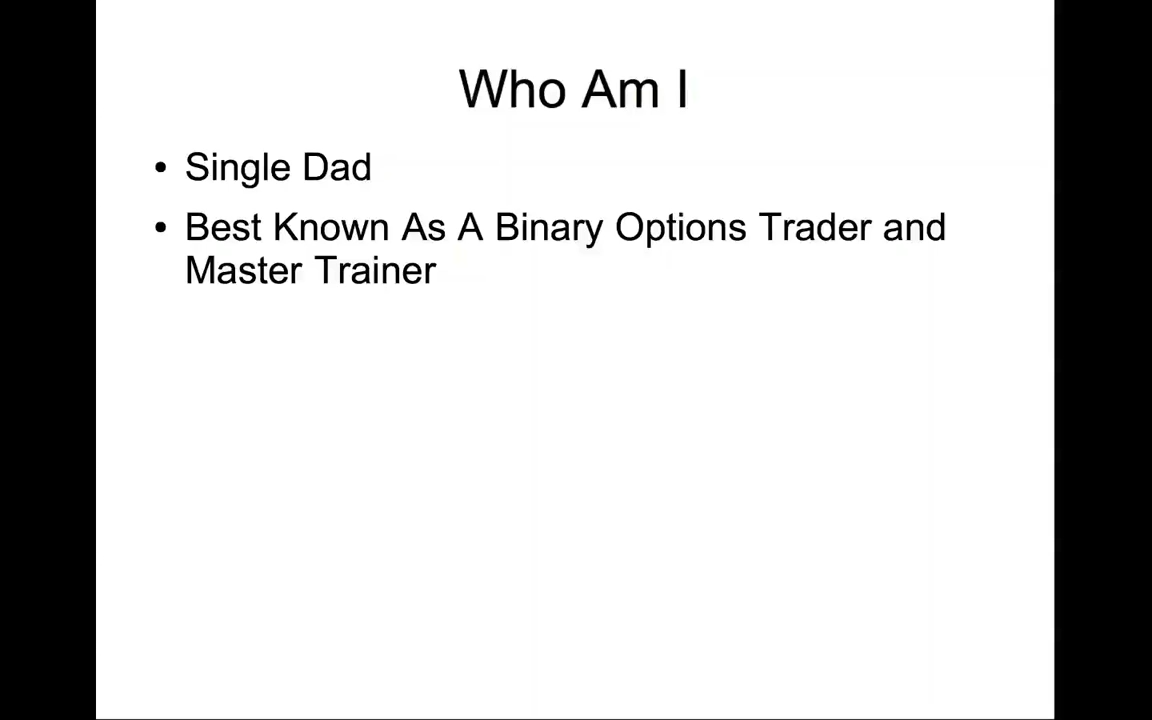 Who Am I
• Single Dad
• Best Known As A Binary Options Trader and
Master Trainer